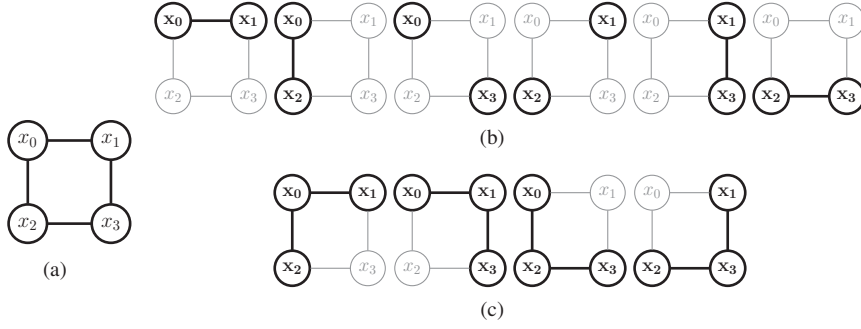 x0 x1 x0 x1 x0 x1 x0 x1 x0 x1 x0 x1
x2 x3 x2 x3 x2 x3 x2 x3 x2 x3 x2 x3
(b)
x0 x1
x2 x3
(a)
x0 x1 x0 x1 x0 x1 x0 x1
x2 x3 x2 x3 x2 x3 x2 x3
(c)